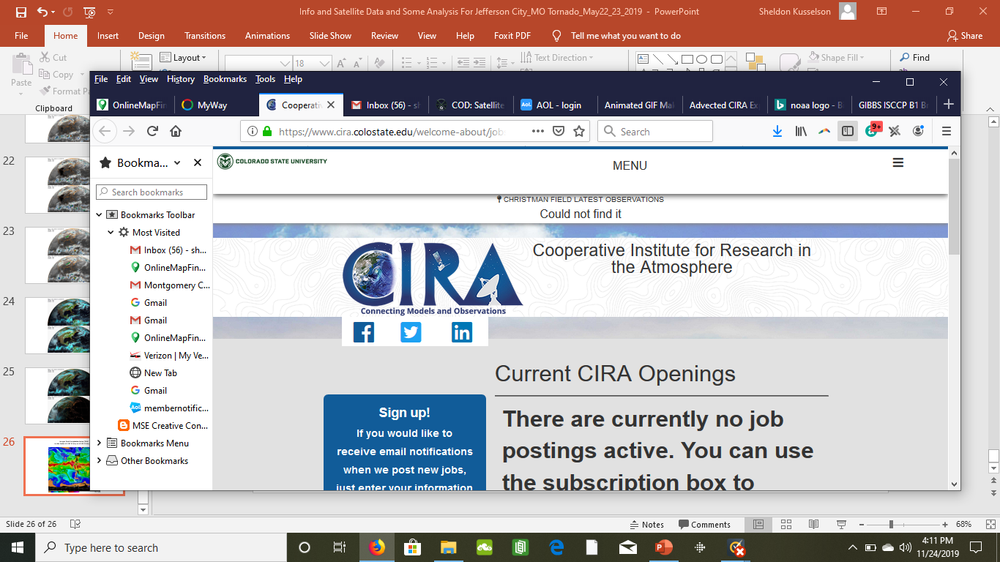 Info and Satellite Data and Some Analysis For Jefferson City_MO Tornado_May22_23_2019 - PowerPoint
Sheldon Kusselson
File Home Insert Design Transitions Animations Slide Show Review View Help Foxit PDF Tell me what you want to do Share
Cut
Layout
18
Text Direction
Shape Fill
Find
Copy
Paste
Format Pa
Clipboard
File Edit View History Bookmarks Tools Help
OnlineMapFin
MyWay
Cooperativ
Inbox (56) - sh
COD: Satellite
Aol.
AOL - login
Animated GIF Mak
Advected CIRA Ex
noaa logo - B
GIBBS ISCCP B1 Br
https://www.cira.colostate.edu/welcome-about/job
Search
9+
Bookma...
Search bookmarks
Bookmarks Toolbar
Most Visited
Inbox (56) - sh...
OnlineMapFin...
Montgomery C...
Gmail
Gmail
OnlineMapFin...
Verizon | My Ve...
New Tab
Gmail
Aol.
membernotific...
MSE Creative Con...
Bookmarks Menu
Other Bookmarks
COLORADO STATE UNIVERSITY
MENU
CHRISTMAN FIELD LATEST OBSERVATIONS
Could not find it
CIRA
Connecting Models and Observations
Cooperative Institute for Research in
the Atmosphere
Current CIRA Openings
Sign up!
If you would like to
receive email notifications
when we post new jobs,
just enter your information
There are currently no job
postings active. You can use
the subscription box to
22
23
24
25
26
Slide 26 of 26
Notes
Comments
68%
Type here to search
4:11 PM
11/24/2019